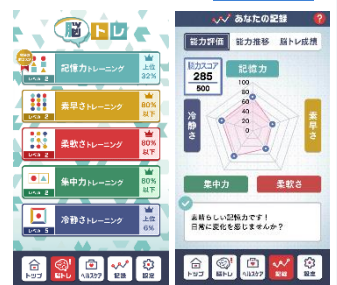 脳トレ
記憶力トレーニング
上位
32%
レベル 2
素早さトレーニング
80%
以下
レベル 2
柔軟さトレーニング
80%
以下
レベル 2
集中力トレーニング
80%
以下
レベル 2
冷静さトレーニング
上位
6%
レベル 5
トップ
脳トレ
ヘルスケア
記録
設定
あなたの記録
?
能力評価
能力推移
脳トレ成績
脳力スコア
285
500
記憶力
100
80
60
40
20
0
冷静さ
素早さ
集中力
柔軟さ
素晴らしい記憶力です!
日常に変化を感じませんか?
トップ
脳トレ
ヘルスケア
記録
設定